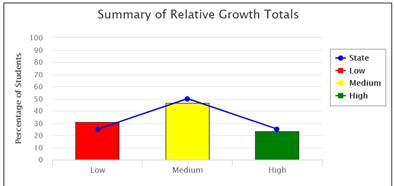 Summary of Relative Growth Totals
Percentage of Students
100
90
80
70
60
50
40
30
20
10
0
Low
Medium
High
State
Low
Medium
High